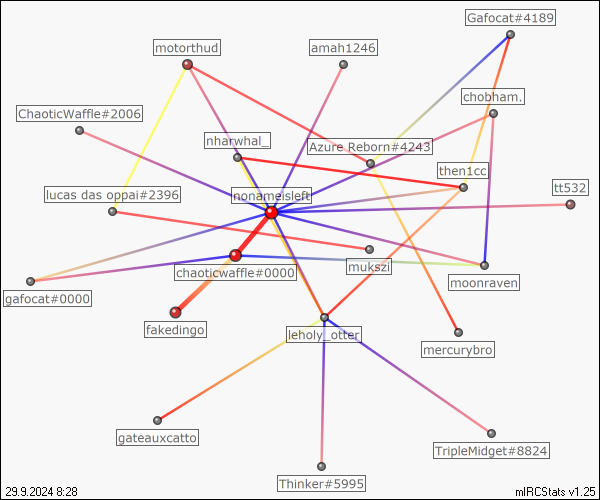 Gafocat#4189
motorthud
amah1246
chobham.
ChaoticWaffle#2006
nharwhal_
Azure Reborn#4243
then1cc
tt532
lucas das oppai#2396
nonameisleft
mukszi
chaoticwaffle#0000
moonraven
gafocat#0000
fakedingo
leholy_otter
mercurybro
gateauxcatto
TripleMidget#8824
Thinker#5995
29.9.2024 8:28
mIRCStats v1.25